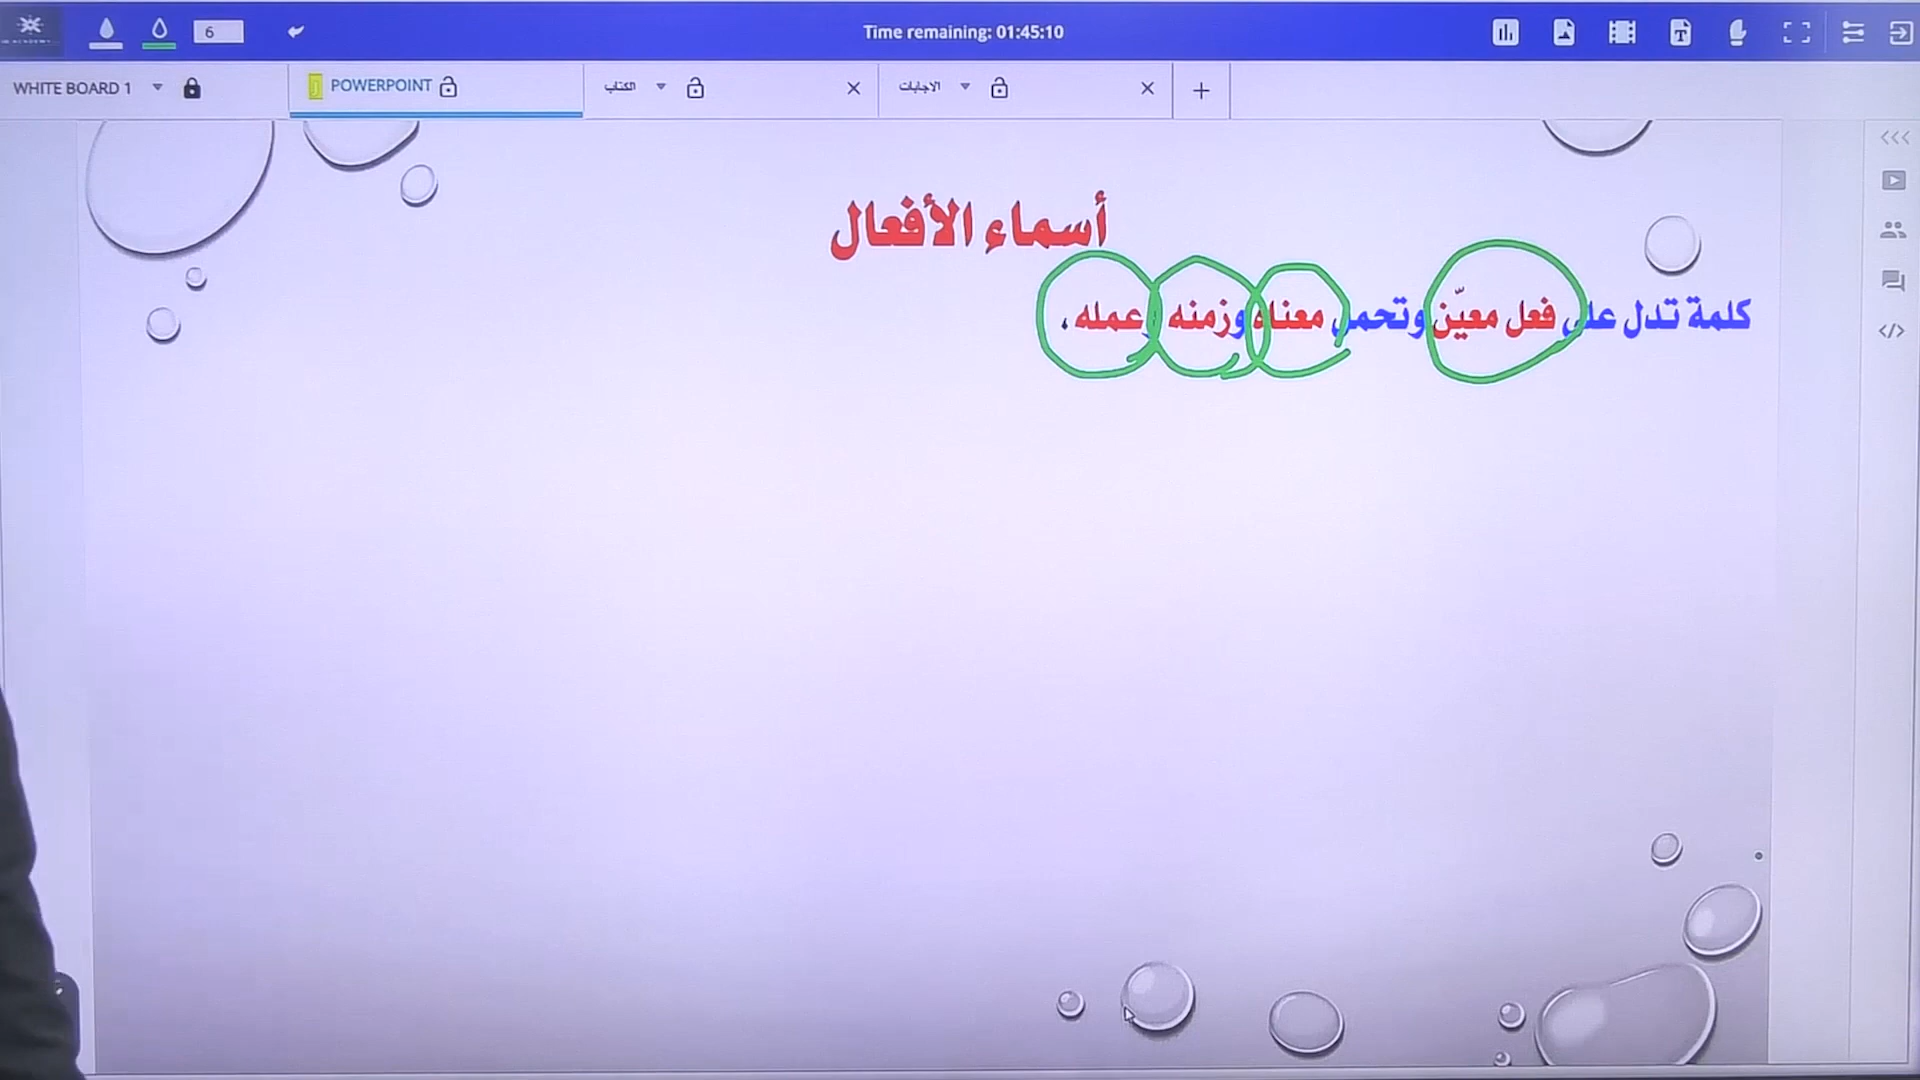 6
Time remaining: 01:45:10
WHITE BOARD 1
POWERPOINT
الكتاب
الاجابات
أسماء الأفعال
كلمة تدل على فعل معيّن وتحمل معناه وزمنه وعمله .